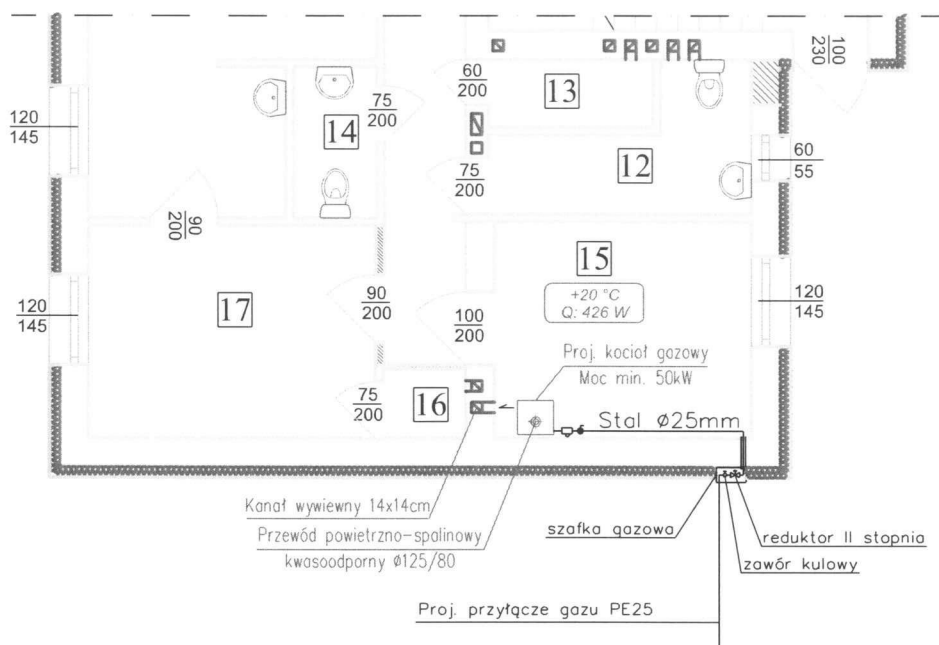 100
230
60
200
13
75
200
14
120
145
12
60
55
75
200
90
200
15
+20 °C
Q: 426 W
17
90
200
120
145
120
145
100
200
Proj. kocioł gazowy
Moc min. 50kW
75
200
16
Stal ø25mm
Kanał wywiewny 14x14cm
Przewód powietrzno-spalinowy
kwasoodporny ø125/80
szafka gazowa
reduktor II stopnia
zawór kulowy
Proj. przyłącze gazu PE25